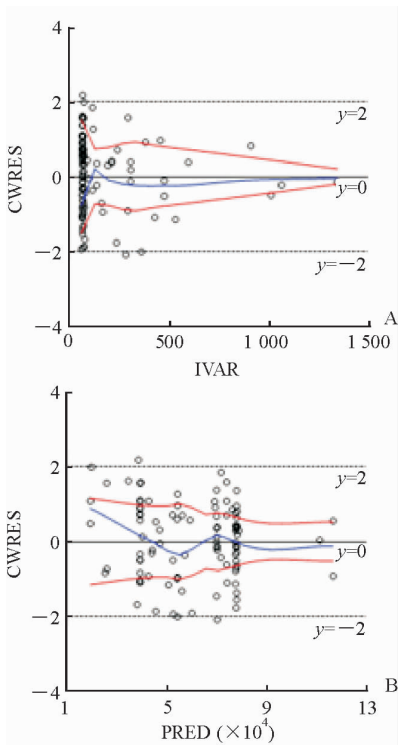 4
2
y=2
CWRES
0
y=0
−2
y=−2
−4
A
0
500
1 000
1 500
IVAR
4
2
y=2
CWRES
0
y=0
−2
y=−2
−4
B
1
5
9
13
PRED (×10⁴)